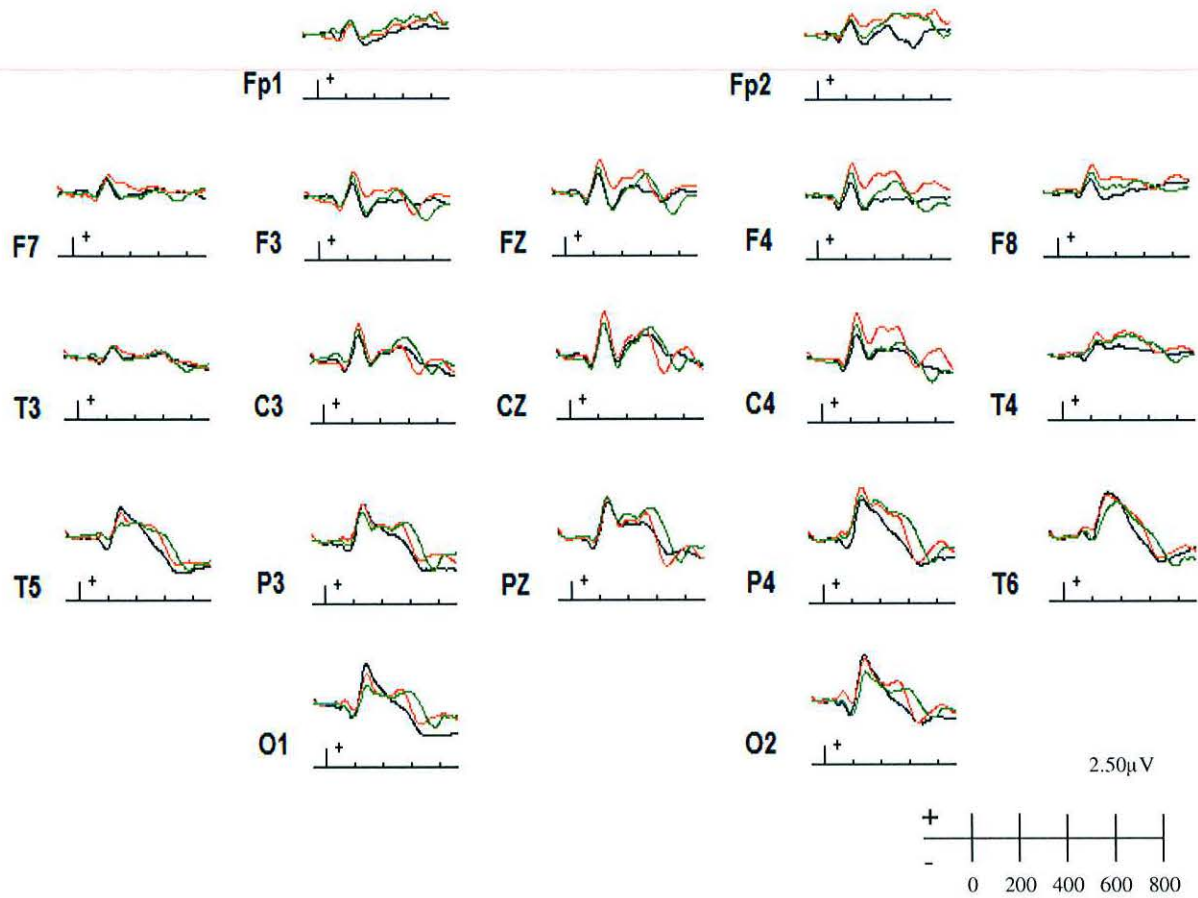 Fp1 +
Fp2 +
F7 +
F3 +
FZ +
F4 +
F8 +
T3 +
C3 +
CZ +
C4 +
T4 +
T5 +
P3 +
PZ +
P4 +
T6 +
O1 +
O2 +
2.50µV
+
-
0 200 400 600 800